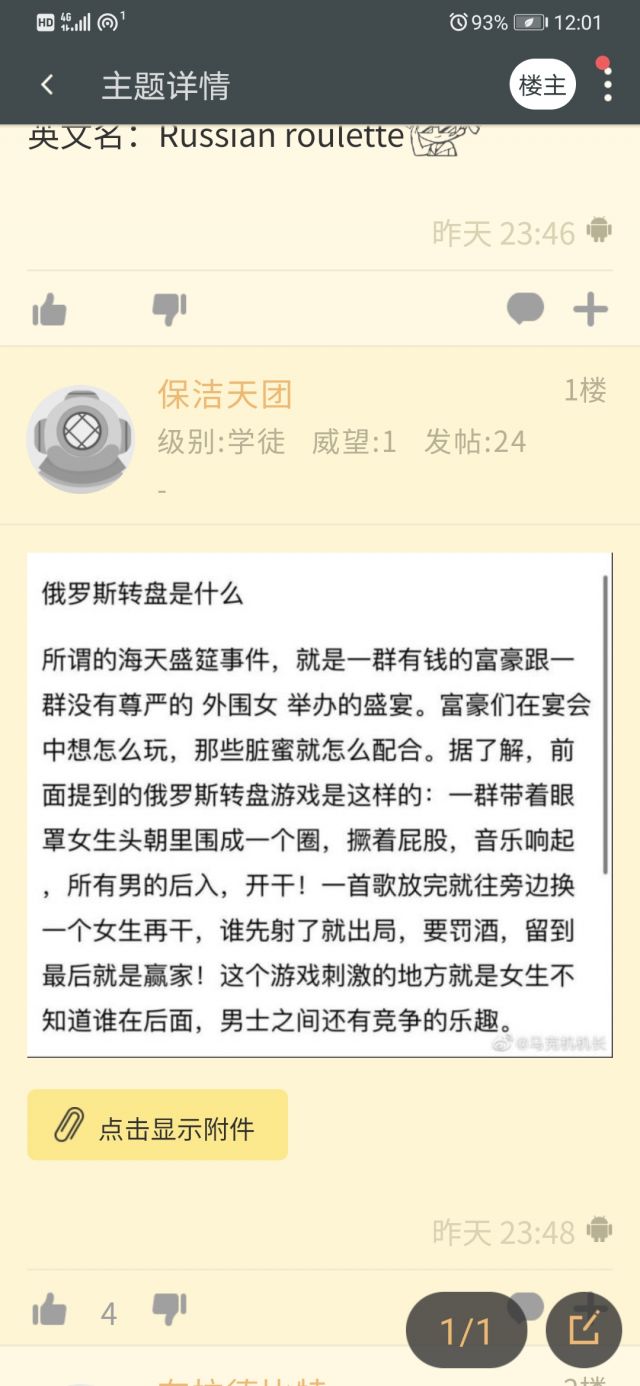 HD 4G 1 93% 12:01
主题详情 楼主
英文名：Russian roulette
昨天 23:46
保洁天团 1楼
级别:学徒 威望:1 发帖:24
-
俄罗斯转盘是什么
所谓的海天盛筵事件，就是一群有钱的富豪跟一
群没有尊严的 外围女 举办的盛宴。富豪们在宴会
中想怎么玩，那些脏蜜就怎么配合。据了解，前
面提到的俄罗斯转盘游戏是这样的：一群带着眼
罩女生头朝里围成一个圈，撅着屁股，音乐响起
，所有男的后入，开干！一首歌放完就往旁边换
一个女生再干，谁先射了就出局，要罚酒，留到
最后就是赢家！这个游戏刺激的地方就是女生不
知道谁在后面，男士之间还有竞争的乐趣。
点击显示附件
昨天 23:48
4
1/1